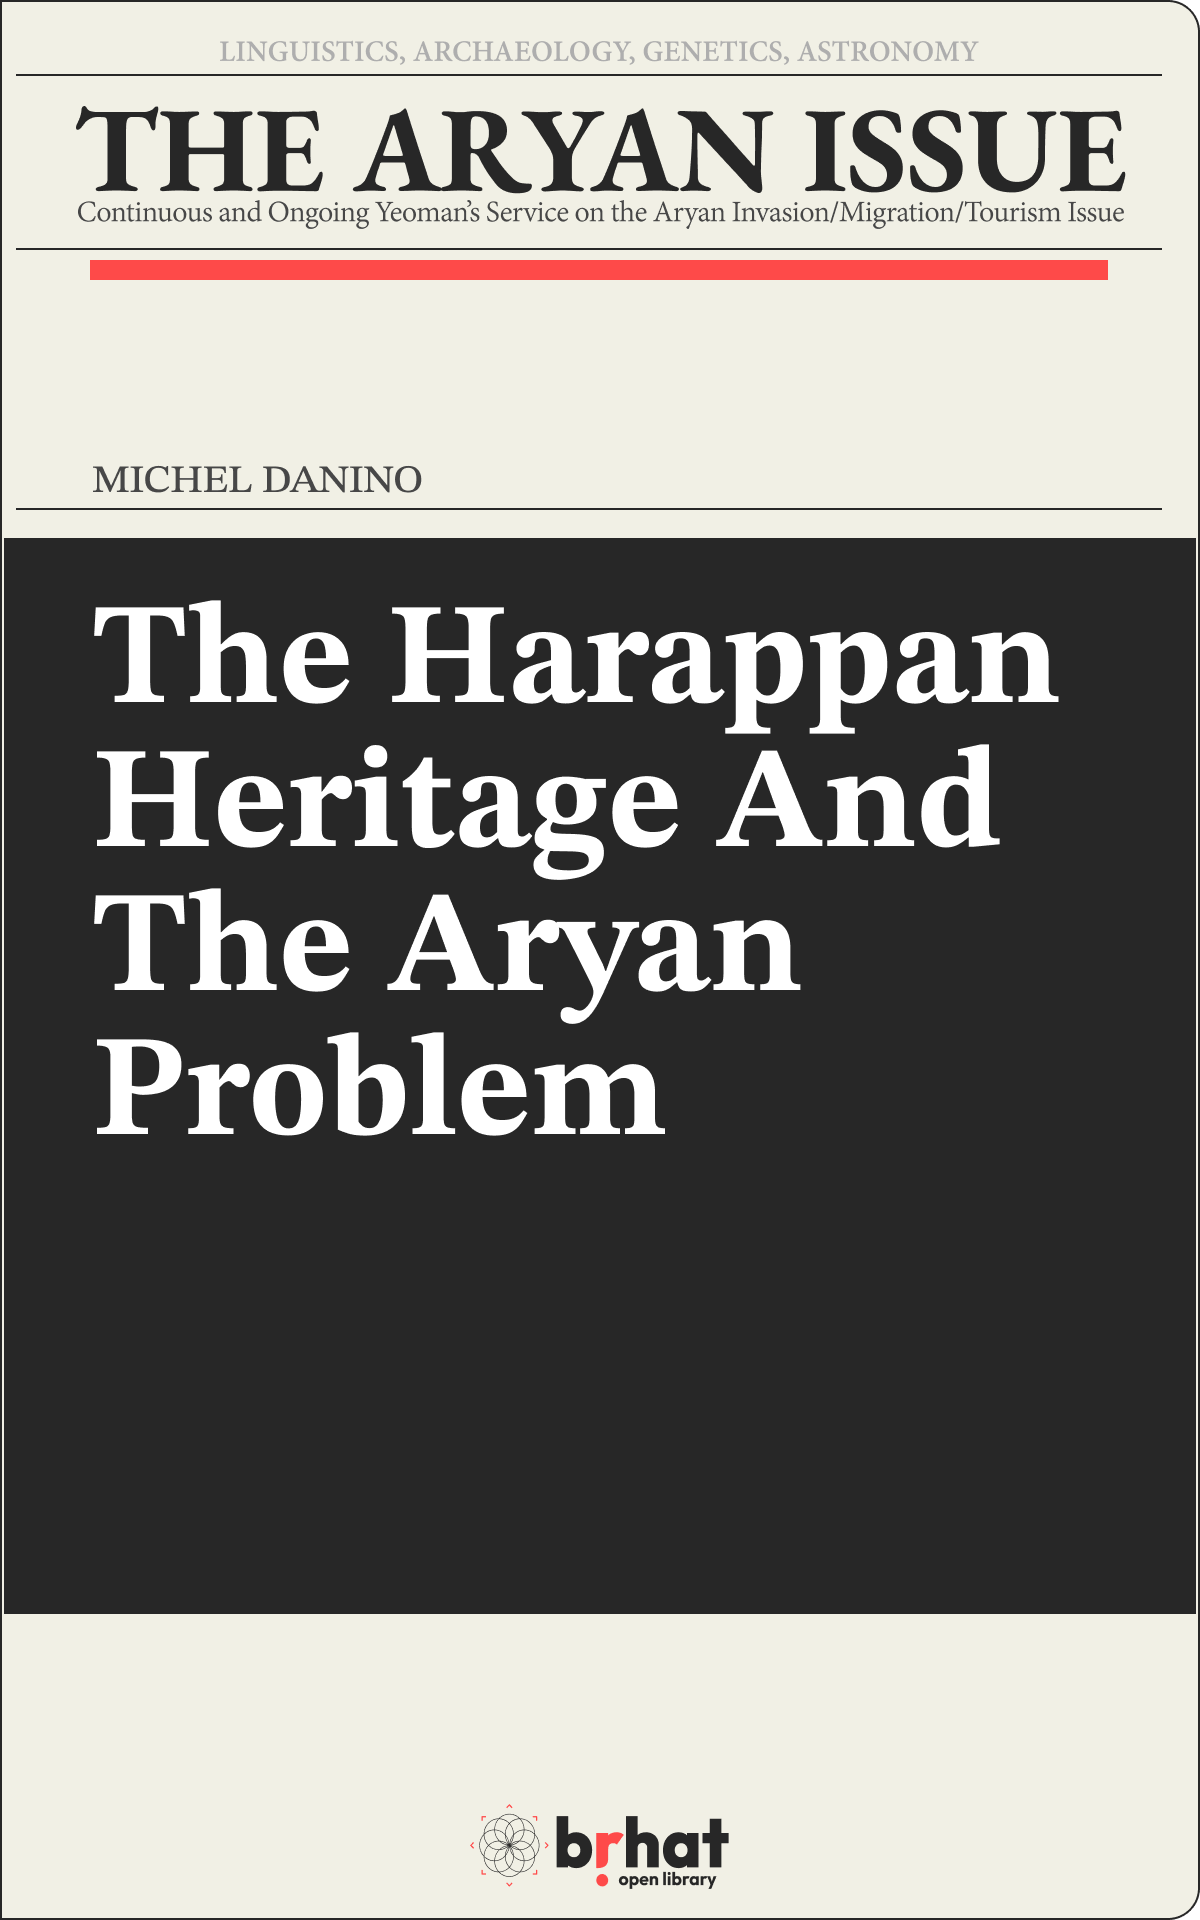 LINGUISTICS, ARCHAEOLOGY, GENETICS, ASTRONOMY
THE ARYAN ISSUE
Continuous and Ongoing Yeoman’s Service on the Aryan Invasion/Migration/Tourism Issue
MICHEL DANINO
The Harappan
Heritage And
The Aryan
Problem
bṛhat
open library